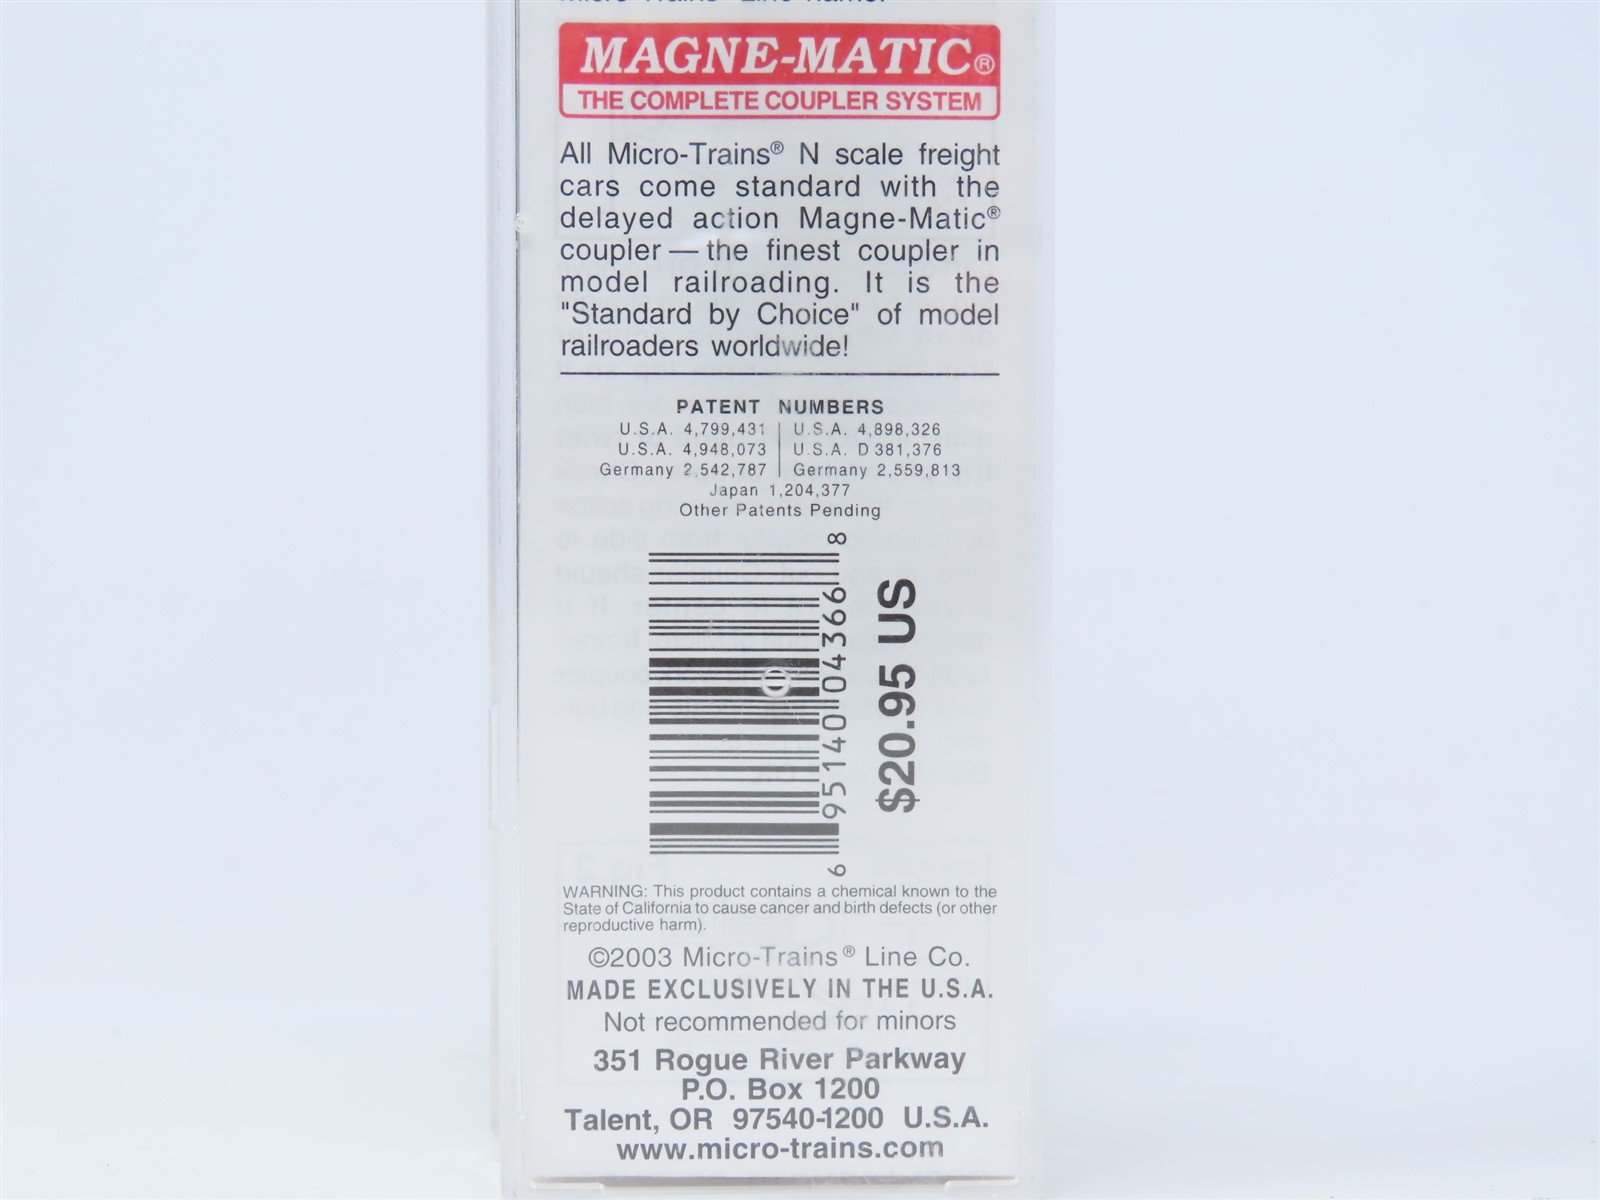 Micro-Trains® Line name.
MAGNE-MATIC®
THE COMPLETE COUPLER SYSTEM
All Micro-Trains® N scale freight
cars come standard with the
delayed action Magne-Matic®
coupler — the finest coupler in
model railroading. It is the
"Standard by Choice" of model
railroaders worldwide!
PATENT NUMBERS
U.S.A. 4,799,431 | U.S.A. 4,898,326
U.S.A. 4,948,073 | U.S.A. D 381,376
Germany 2,542,787 | Germany 2,559,813
Japan 1,204,377
Other Patents Pending
6 95140 04366 8
$20.95 US
WARNING: This product contains a chemical known to the
State of California to cause cancer and birth defects (or other
reproductive harm).
©2003 Micro-Trains® Line Co.
MADE EXCLUSIVELY IN THE U.S.A.
Not recommended for minors
351 Rogue River Parkway
P.O. Box 1200
Talent, OR 97540-1200 U.S.A.
www.micro-trains.com